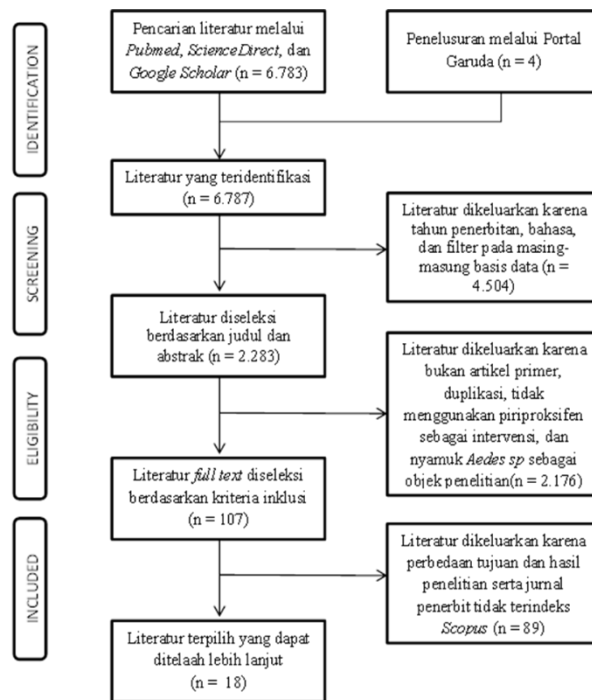 IDENTIFICATION
Pencarian literatur melalui
Pubmed, ScienceDirect, dan
Google Scholar (n = 6.783)
Penelusuran melalui Portal
Garuda (n = 4)
Literatur yang teridentifikasi
(n = 6.787)
SCREENING
Literatur dikeluarkan karena
tahun penerbitan, bahasa,
dan filter pada masing-
masung basis data (n =
4.504)
Literatur diseleksi
berdasarkan judul dan
abstrak (n = 2.283)
ELIGIBILITY
Literatur dikeluarkan karena
bukan artikel primer,
duplikasi, tidak
menggunakan piriproksifen
sebagai intervensi, dan
nyamuk Aedes sp sebagai
objek penelitian(n = 2.176)
Literatur full text diseleksi
berdasarkan kriteria inklusi
(n = 107)
INCLUDED
Literatur dikeluarkan karena
perbedaan tujuan dan hasil
penelitian serta jurnal
penerbit tidak terindeks
Scopus (n = 89)
Literatur terpilih yang dapat
ditelaah lebih lanjut
(n = 18)